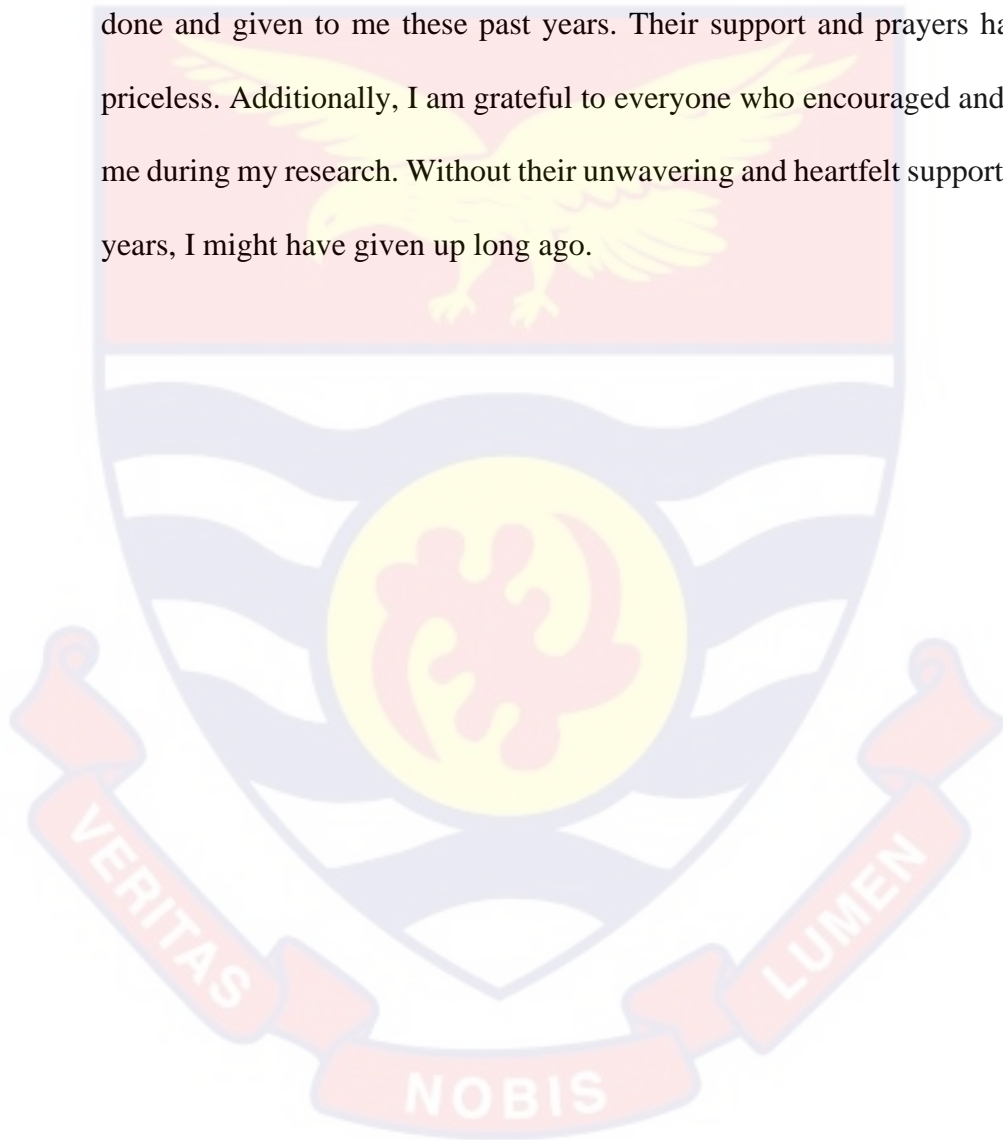 done and given to me these past years. Their support and prayers ha
priceless. Additionally, I am grateful to everyone who encouraged and
me during my research. Without their unwavering and heartfelt support
years, I might have given up long ago.
VERITAS
NOBIS
LUMEN